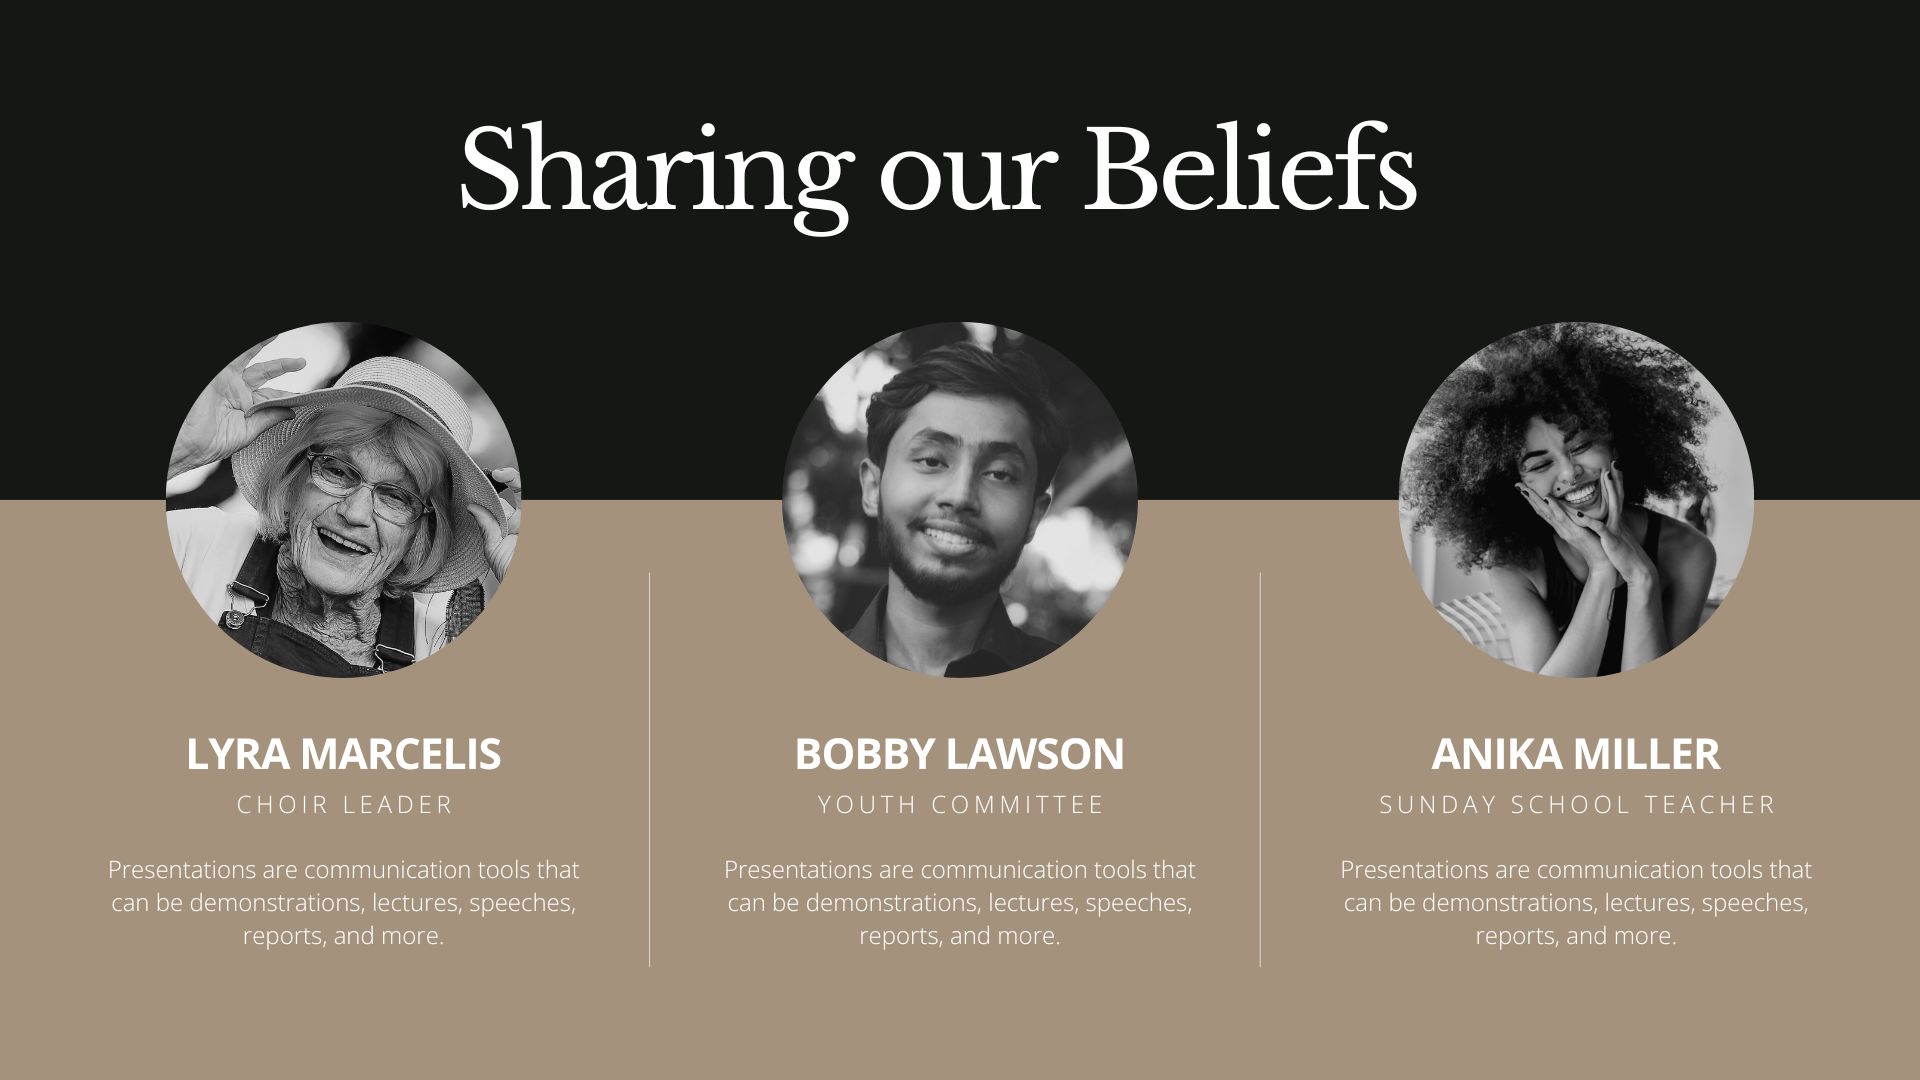 Sharing our Beliefs
LYRA MARCELIS
CHOIR LEADER
Presentations are communication tools that
can be demonstrations, lectures, speeches,
reports, and more.
BOBBY LAWSON
YOUTH COMMITTEE
Presentations are communication tools that
can be demonstrations, lectures, speeches,
reports, and more.
ANIKA MILLER
SUNDAY SCHOOL TEACHER
Presentations are communication tools that
can be demonstrations, lectures, speeches,
reports, and more.